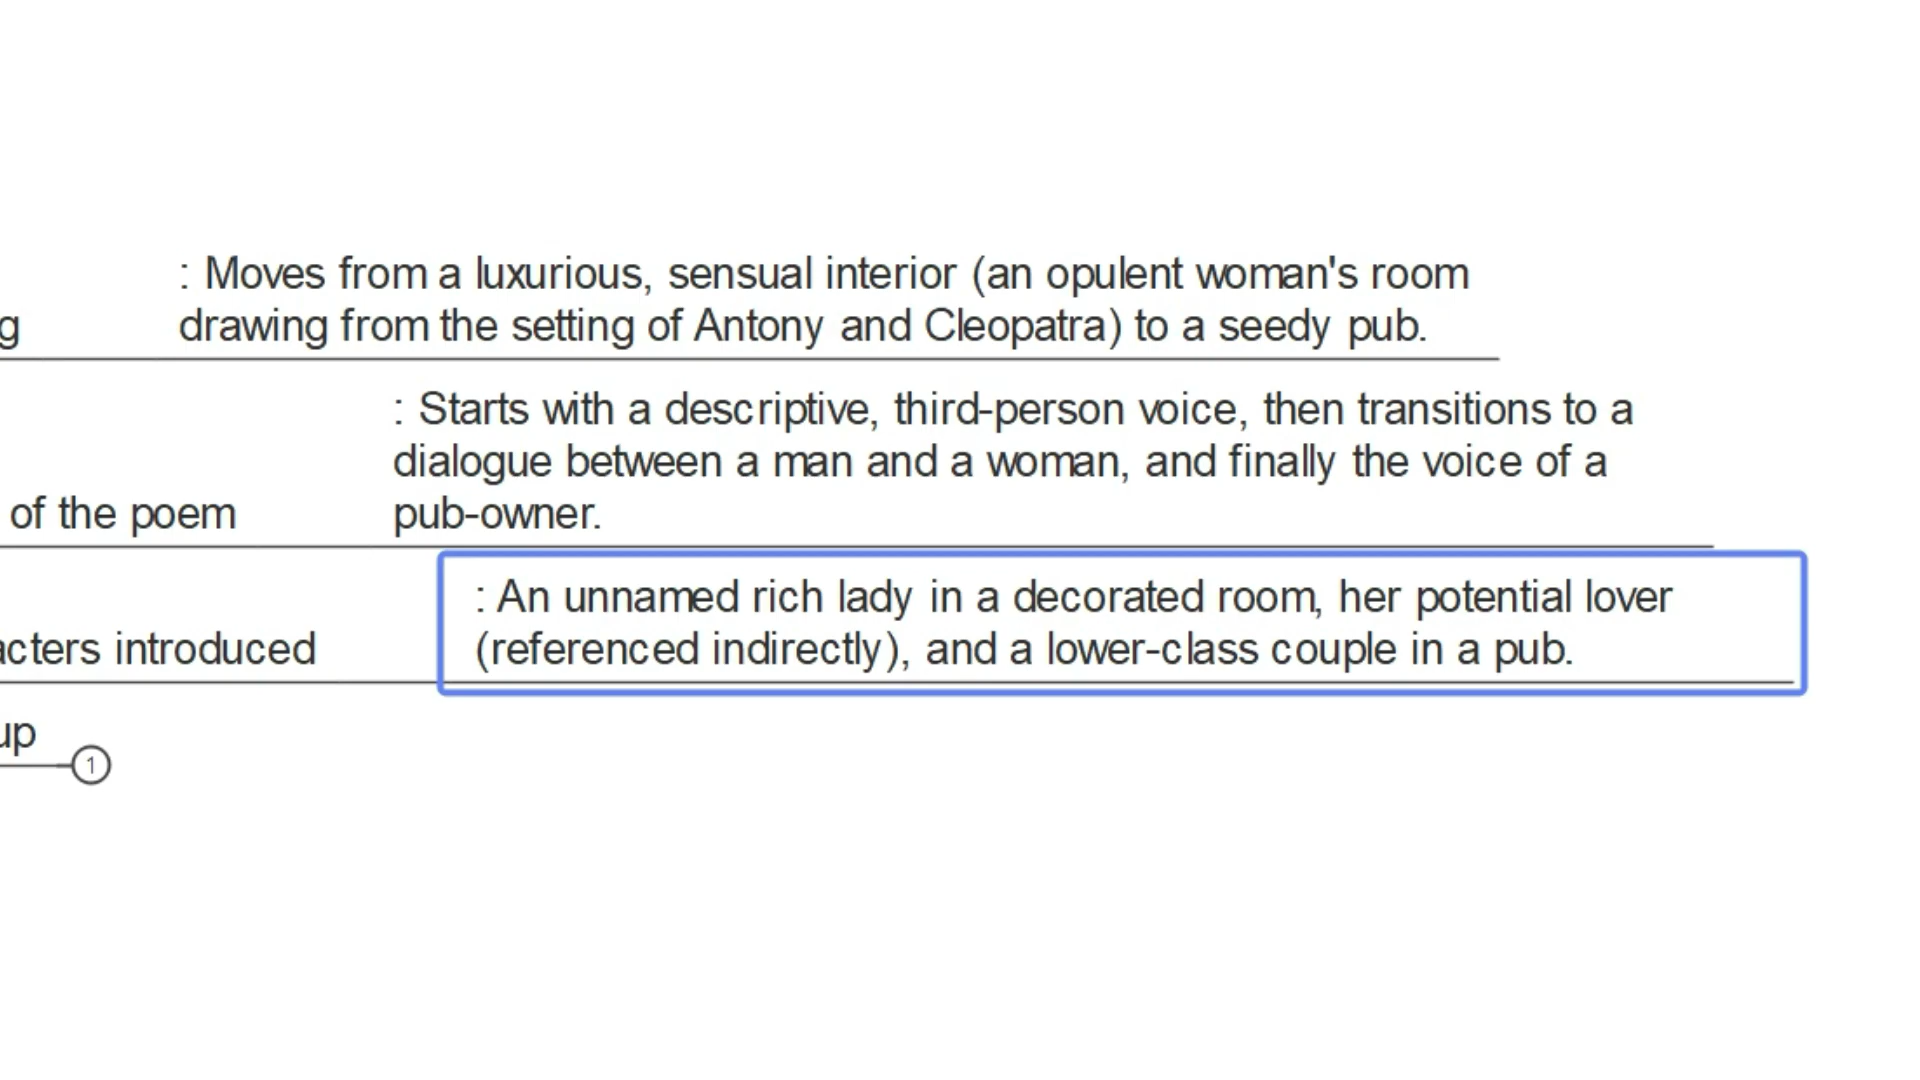 : Moves from a luxurious, sensual interior (an opulent woman's room
g drawing from the setting of Antony and Cleopatra) to a seedy pub.
: Starts with a descriptive, third-person voice, then transitions to a
dialogue between a man and a woman, and finally the voice of a
of the poem pub-owner.
: An unnamed rich lady in a decorated room, her potential lover
acters introduced (referenced indirectly), and a lower-class couple in a pub.
up
1